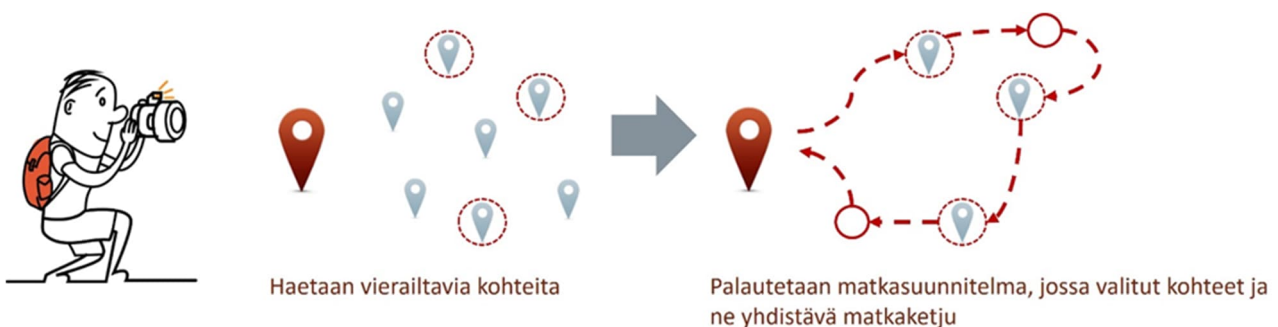 Haetaan vierailtavia kohteita
Palautetaan matkasuunnitelma, jossa valitut kohteet ja
ne yhdistävä matkaketju